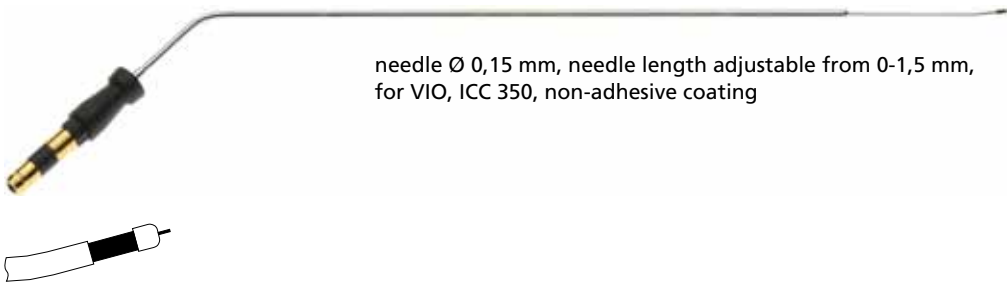 needle Ø 0,15 mm, needle length adjustable from 0-1,5 mm,
for VIO, ICC 350, non-adhesive coating